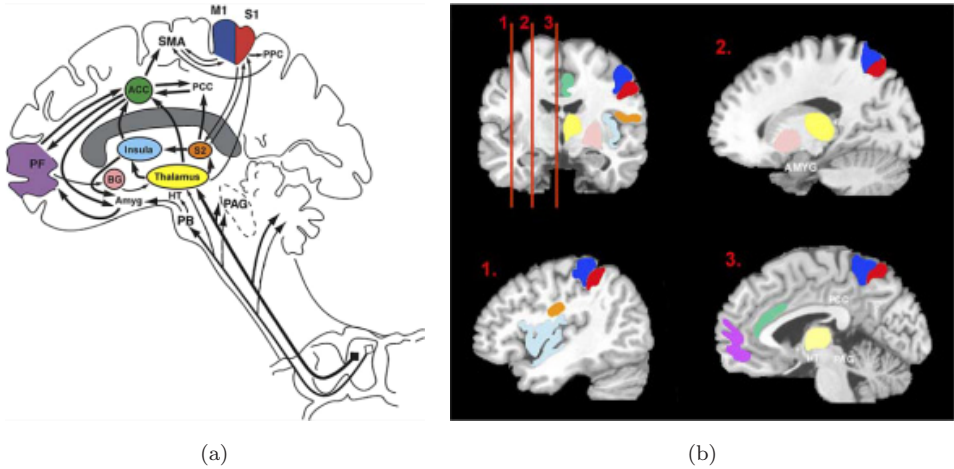 M1
S1
SMA
PPC
ACC
PCC
PF
Insula
S2
BG
Thalamus
Amyg
HT
PAG
PB
(a)
1
2
3
2.
AMYG
1.
3.
PCC
HT
PAG
(b)